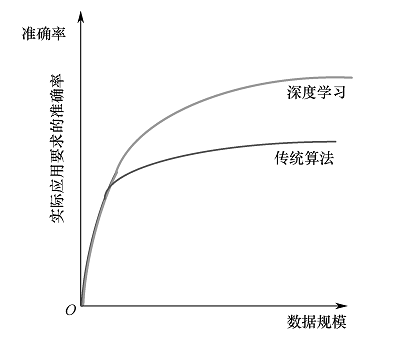 准确率
实际应用要求的准确率
深度学习
传统算法
O
数据规模